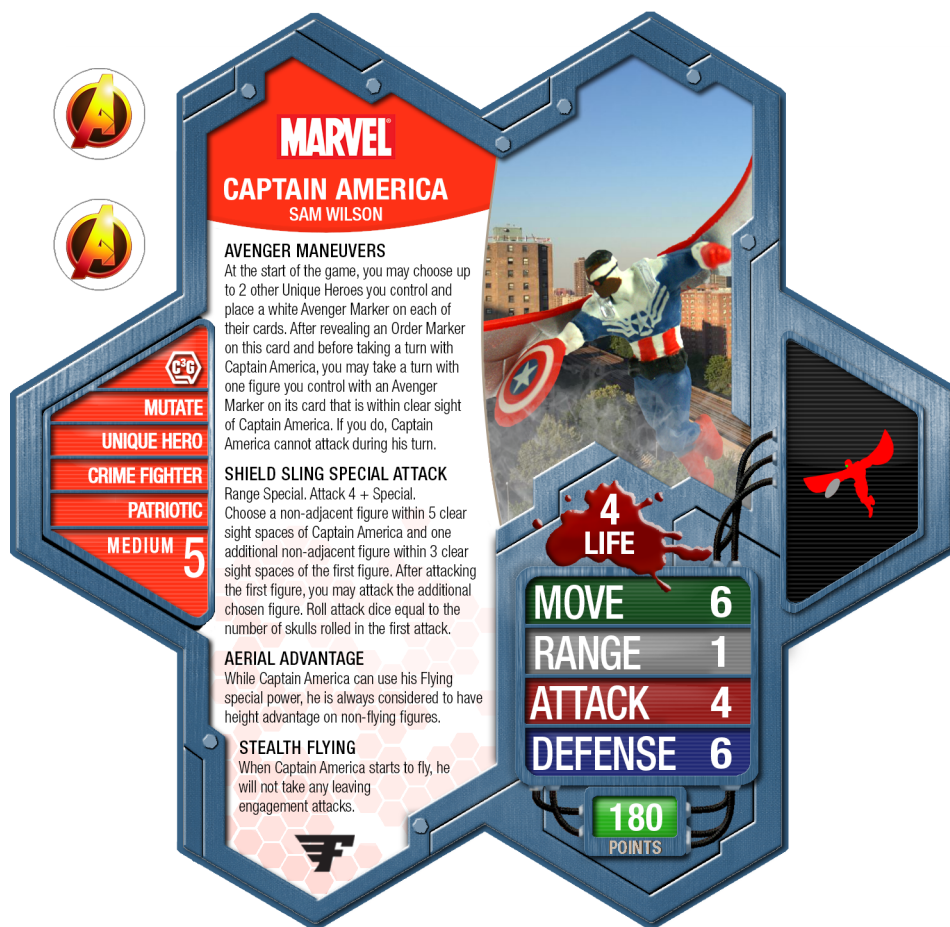 MARVEL
CAPTAIN AMERICA
SAM WILSON
AVENGER MANEUVERS
At the start of the game, you may choose up
to 2 other Unique Heroes you control and
place a white Avenger Marker on each of
their cards. After revealing an Order Marker
on this card and before taking a turn with
Captain America, you may take a turn with
one figure you control with an Avenger
Marker on its card that is within clear sight
of Captain America. If you do, Captain
America cannot attack during his turn.
SHIELD SLING SPECIAL ATTACK
Range Special. Attack 4 + Special.
Choose a non-adjacent figure within 5 clear
sight spaces of Captain America and one
additional non-adjacent figure within 3 clear
sight spaces of the first figure. After attacking
the first figure, you may attack the additional
chosen figure. Roll attack dice equal to the
number of skulls rolled in the first attack.
AERIAL ADVANTAGE
While Captain America can use his Flying
special power, he is always considered to have
height advantage on non-flying figures.
STEALTH FLYING
When Captain America starts to fly, he
will not take any leaving
engagement attacks.
F
C3G
MUTATE
UNIQUE HERO
CRIME FIGHTER
PATRIOTIC
MEDIUM 5
4
LIFE
MOVE 6
RANGE 1
ATTACK 4
DEFENSE 6
180
POINTS
A
A